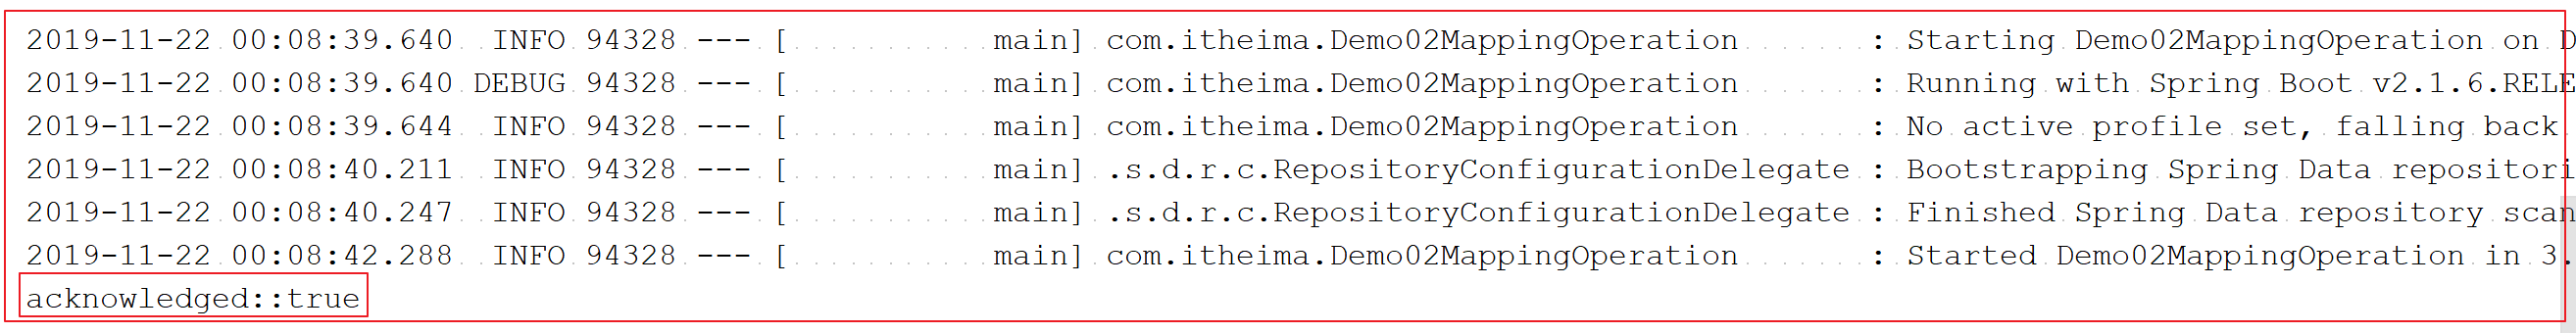 2019-11-22 00:08:39.640  INFO 94328 --- [           main] com.itheima.Demo02MappingOperation       : Starting Demo02MappingOperation on D
2019-11-22 00:08:39.640 DEBUG 94328 --- [           main] com.itheima.Demo02MappingOperation       : Running with Spring Boot v2.1.6.RELE
2019-11-22 00:08:39.644  INFO 94328 --- [           main] com.itheima.Demo02MappingOperation       : No active profile set, falling back
2019-11-22 00:08:40.211  INFO 94328 --- [           main] .s.d.r.c.RepositoryConfigurationDelegate : Bootstrapping Spring Data repositori
2019-11-22 00:08:40.247  INFO 94328 --- [           main] .s.d.r.c.RepositoryConfigurationDelegate : Finished Spring Data repository scan
2019-11-22 00:08:42.288  INFO 94328 --- [           main] com.itheima.Demo02MappingOperation       : Started Demo02MappingOperation in 3.
acknowledged::true